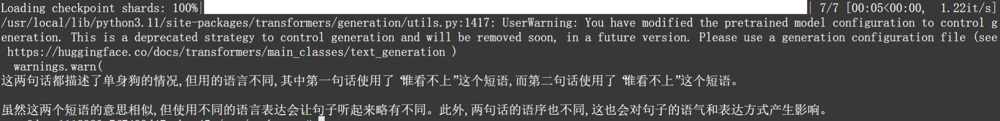 Loading checkpoint shards: 100%| | 7/7 [00:05<00:00, 1.22it/s]
/usr/local/lib/python3.11/site-packages/transformers/generation/utils.py:1417: UserWarning: You have modified the pretrained model configuration to control g
eneration. This is a deprecated strategy to control generation and will be removed soon, in a future version. Please use a generation configuration file (see
https://huggingface.co/docs/transformers/main_classes/text_generation )
warnings.warn(
这两句话都描述了单身狗的情况,但用的语言不同,其中第一句话使用了“谁看不上”这个短语,而第二句话使用了“谁看不上”这个短语。
虽然这两个短语的意思相似,但使用不同的语言表达会让句子听起来略有不同。此外,两句话的语序也不同,这也会对句子的语气和表达方式产生影响。